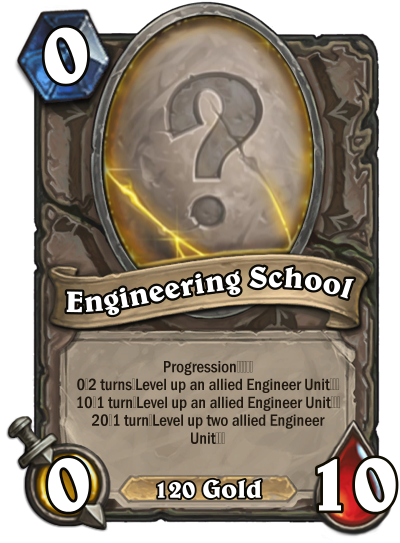 0
?
Engineering School
Progression□□□□
0□2 turns□Level up an allied Engineer Unit□□
10□1 turn□Level up an allied Engineer Unit□□
20□1 turn□Level up two allied Engineer
Unit□□
0
120 Gold
10